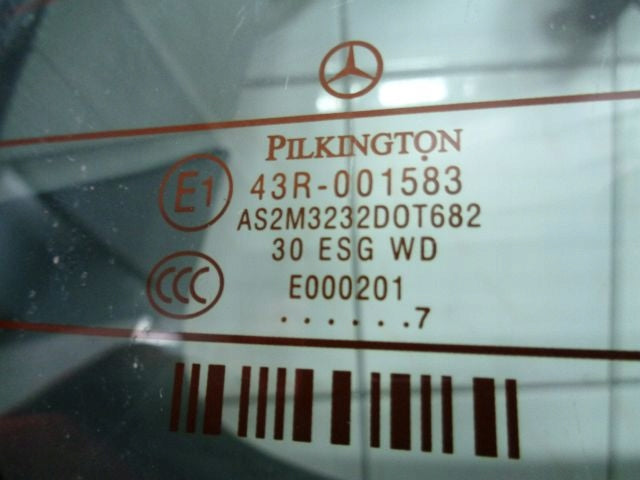 PILKINGTON
E1 43R-001583
AS2M3232DOT682
30 ESG WD
CCC E000201
......7